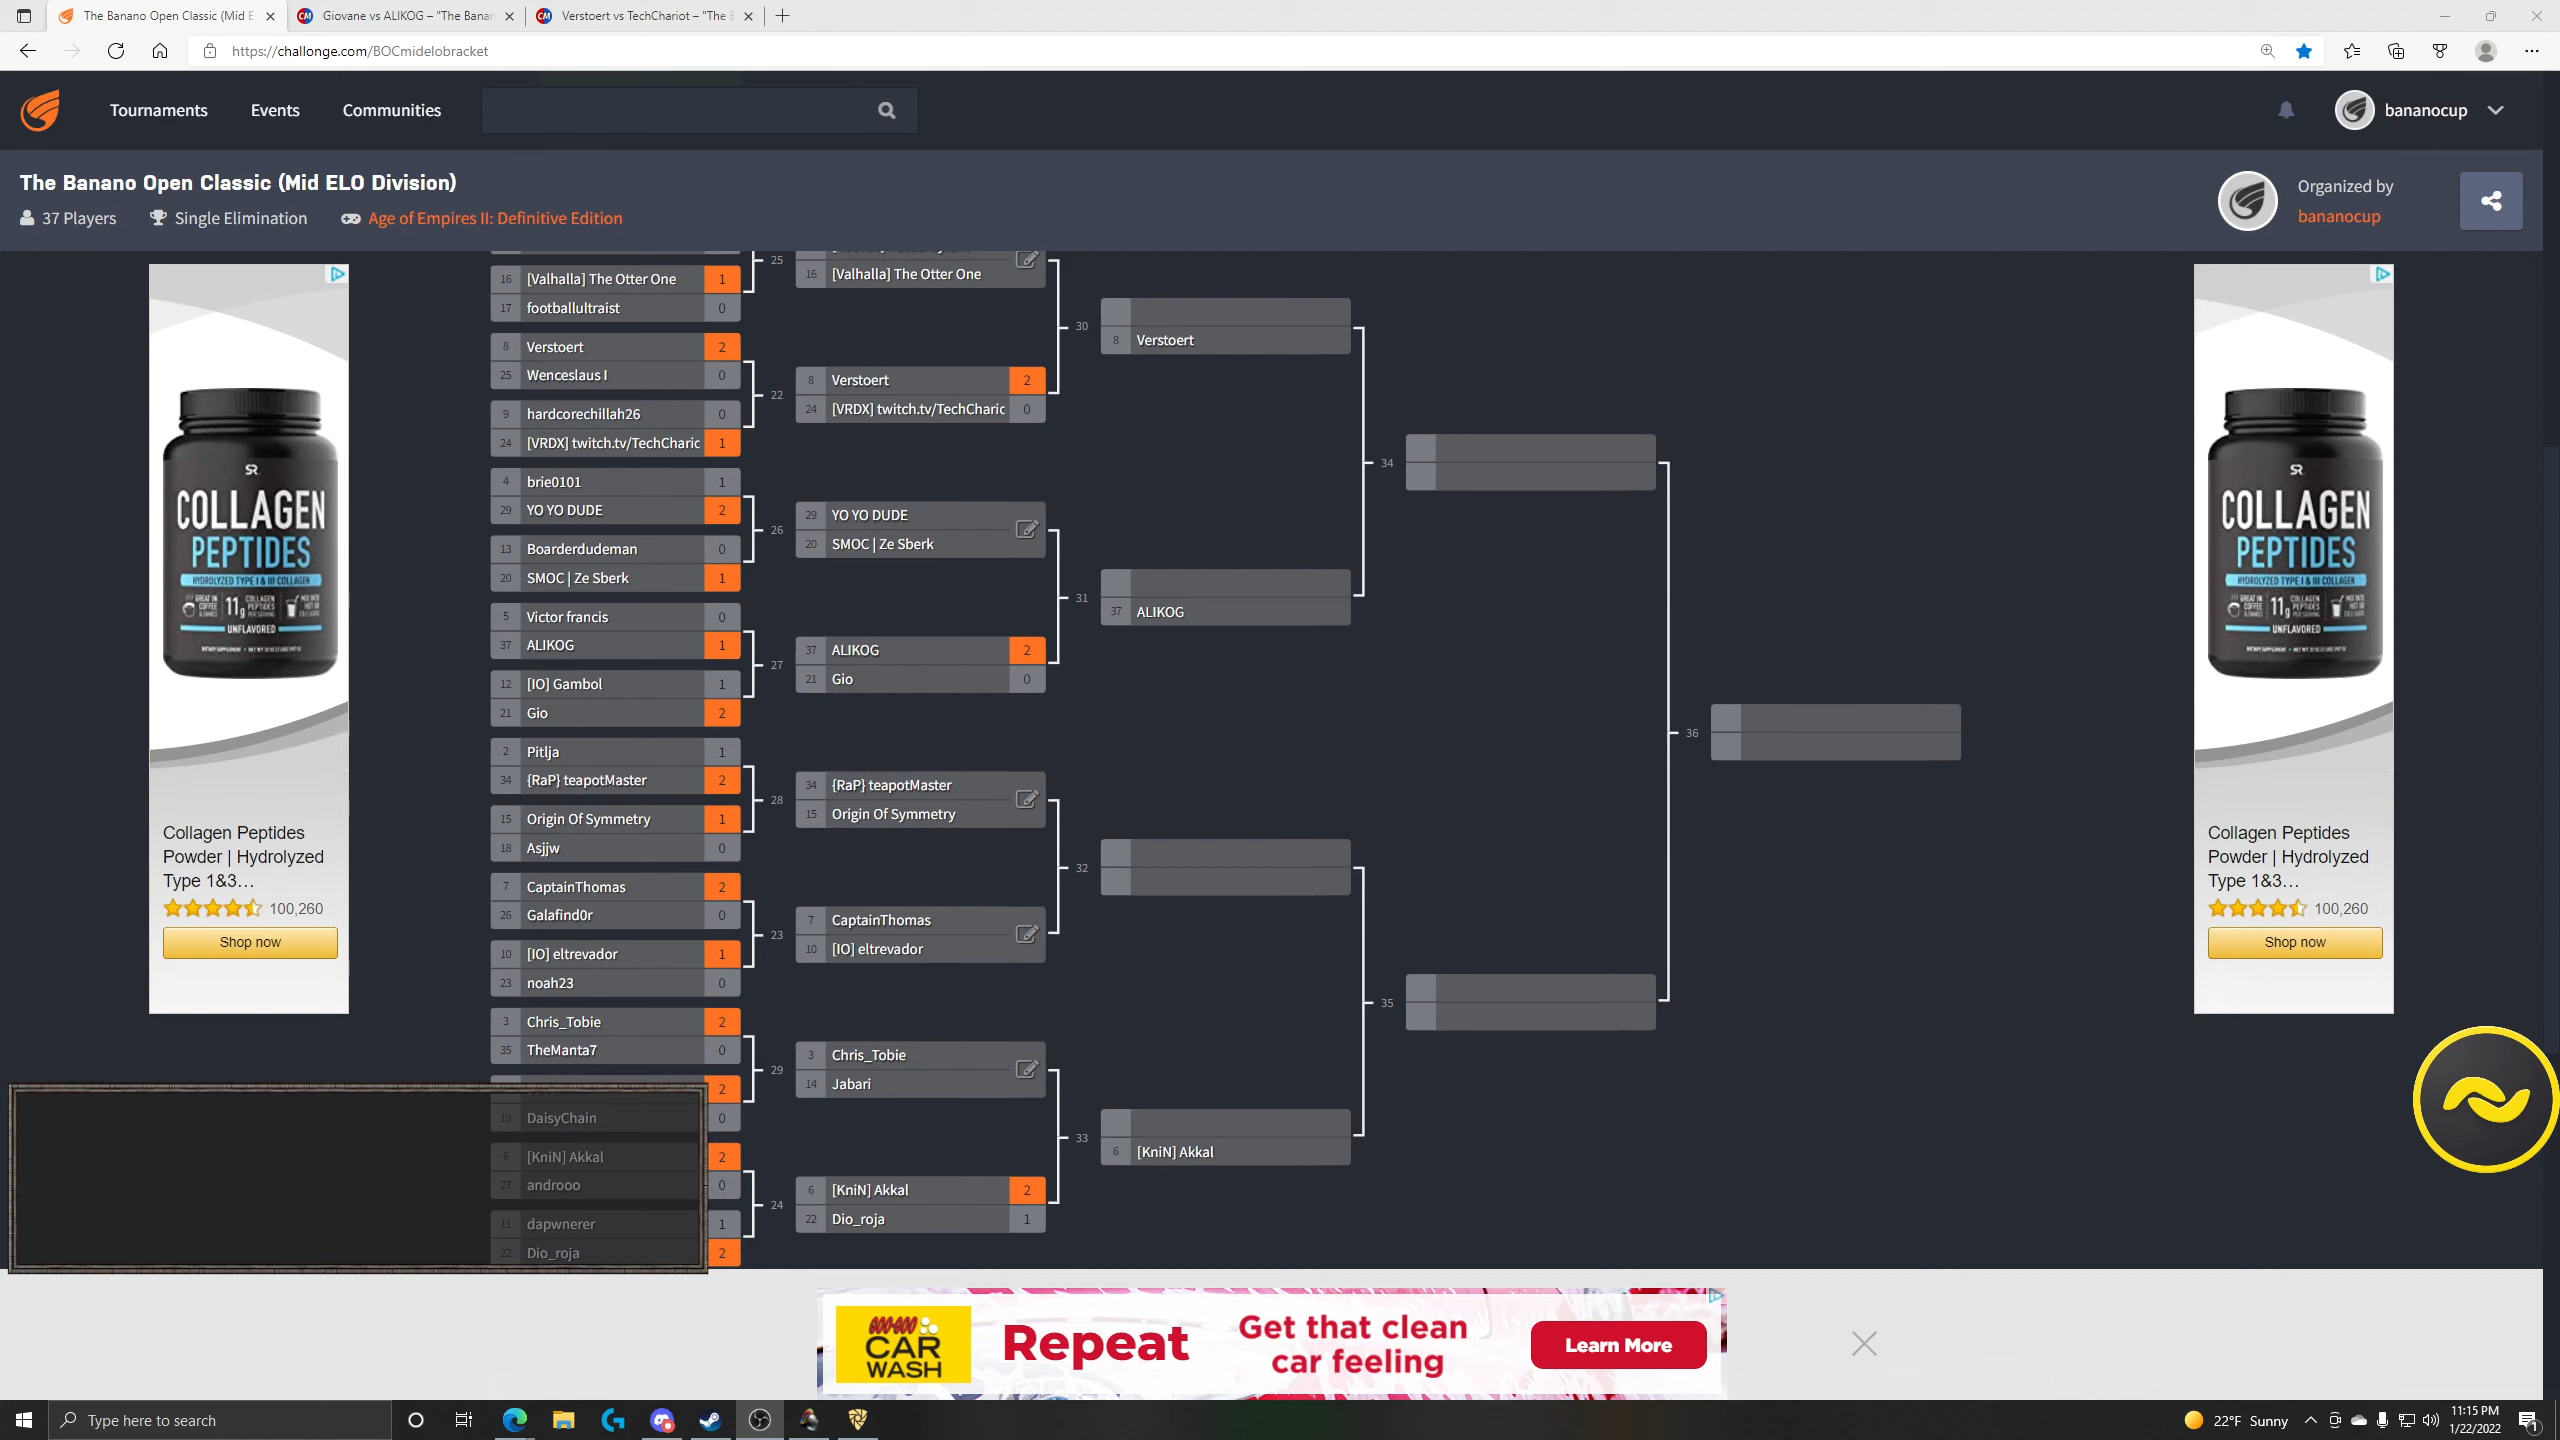 The Banano Open Classic (Mid E
Giovane vs ALIKOG – "The Banan
Verstoert vs TechChariot – "The B
https://challonge.com/BOCmidelobracket
Tournaments
Events
Communities
bananocup
The Banano Open Classic (Mid ELO Division)
37 Players
Single Elimination
Age of Empires II: Definitive Edition
Organized by
bananocup
16 [Valhalla] The Otter One 1
17 footballultraist 0
8 Verstoert 2
25 Wenceslaus I 0
9 hardcorechillah26 0
24 [VRDX] twitch.tv/TechCharic 1
4 brie0101 1
29 YO YO DUDE 2
13 Boarderdudeman 0
20 SMOC | Ze Sberk 1
5 Victor francis 0
37 ALIKOG 1
12 [IO] Gambol 1
21 Gio 2
2 Pitlja 1
34 {RaP} teapotMaster 2
15 Origin Of Symmetry 1
18 Asjjw 0
7 CaptainThomas 2
26 Galafind0r 0
10 [IO] eltrevador 1
23 noah23 0
3 Chris_Tobie 2
35 TheManta7 0
2
19 DaisyChain 0
6 [KniN] Akkal 2
27 androoo 0
11 dapwnerer 1
22 Dio_roja 2
25
16 [Valhalla] The Otter One
22
8 Verstoert 2
24 [VRDX] twitch.tv/TechCharic 0
26
29 YO YO DUDE
20 SMOC | Ze Sberk
27
37 ALIKOG 2
21 Gio 0
28
34 {RaP} teapotMaster
15 Origin Of Symmetry
23
7 CaptainThomas
10 [IO] eltrevador
29
3 Chris_Tobie
14 Jabari
24
6 [KniN] Akkal 2
22 Dio_roja 1
30
8 Verstoert
31
37 ALIKOG
32
33
6 [KniN] Akkal
34
35
36
SR
COLLAGEN
PEPTIDES
HYDROLYZED TYPE I & III COLLAGEN
11g
UNFLAVORED
Collagen Peptides
Powder | Hydrolyzed
Type 1&3...
100,260
Shop now
SR
COLLAGEN
PEPTIDES
HYDROLYZED TYPE I & III COLLAGEN
11g
UNFLAVORED
Collagen Peptides
Powder | Hydrolyzed
Type 1&3...
100,260
Shop now
CAR
WASH
Repeat
Get that clean
car feeling
Learn More
Type here to search
22°F Sunny
11:15 PM
1/22/2022
1